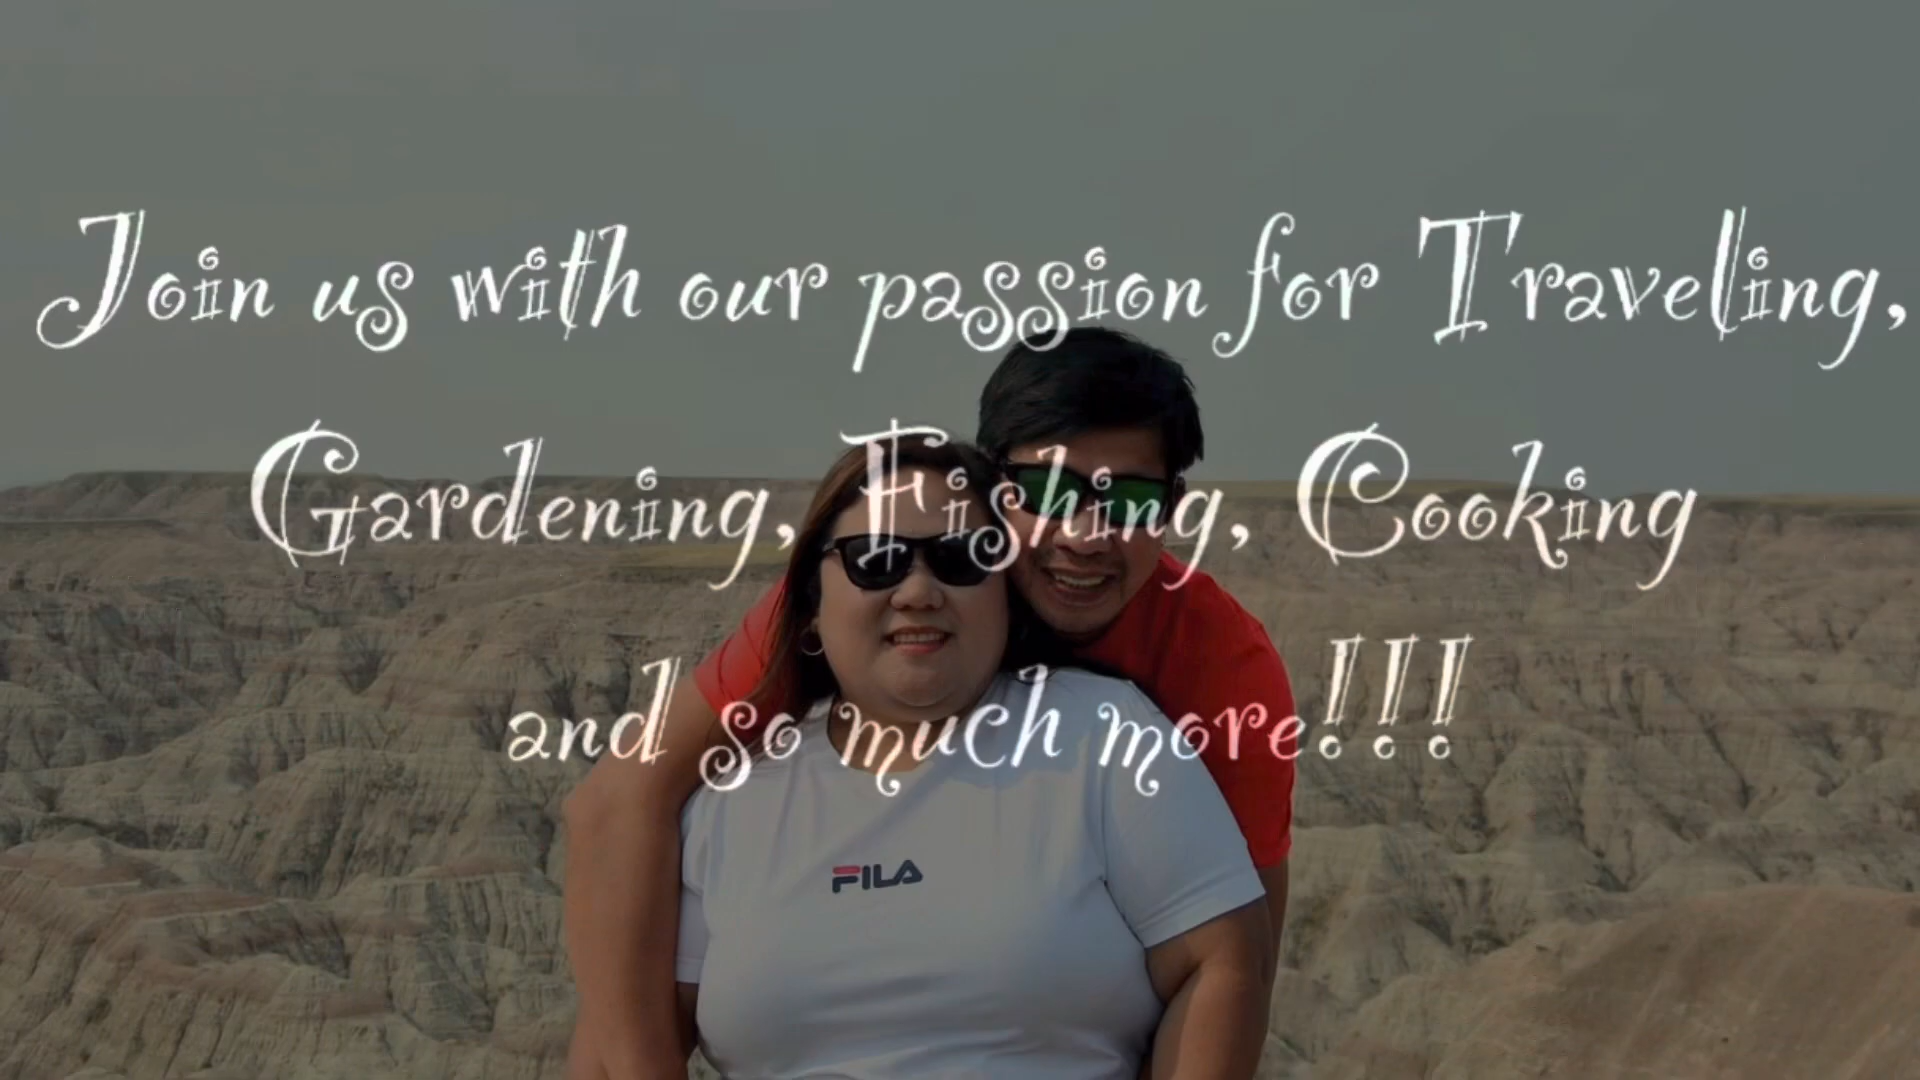 Join us with our passion for Traveling,
Gardening, Fishing, Cooking
and so much more!!!
FILA